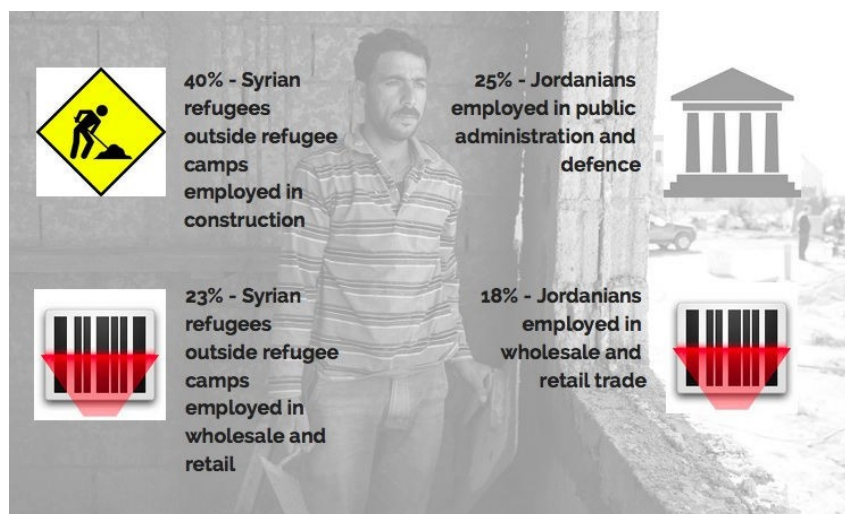 40% - Syrian
refugees
outside refugee
camps
employed in
construction
25% - Jordanians
employed in public
administration and
defence
23% - Syrian
refugees
outside refugee
camps
employed in
wholesale and
retail
18% - Jordanians
employed in
wholesale and
retail trade